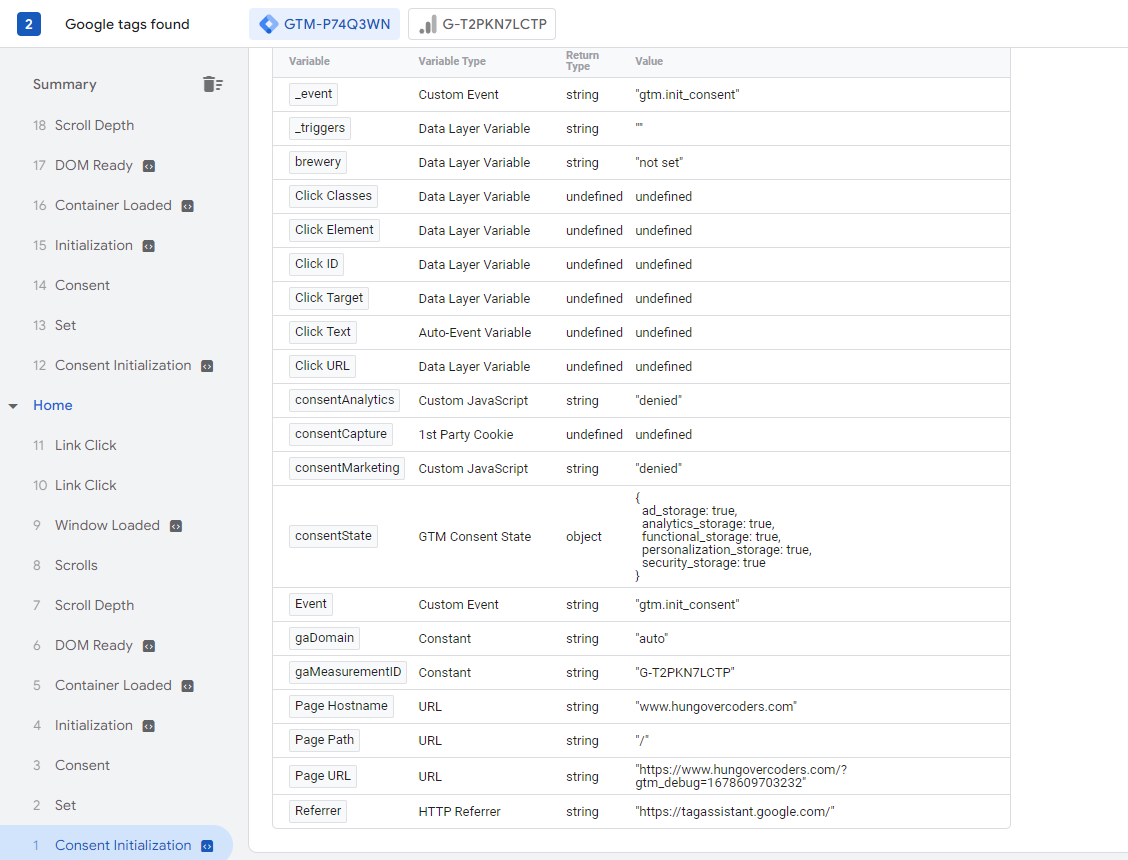 2 Google tags found GTM-P74Q3WN G-T2PKN7LCTP
Summary
18 Scroll Depth
17 DOM Ready
16 Container Loaded
15 Initialization
14 Consent
13 Set
12 Consent Initialization
Home
11 Link Click
10 Link Click
9 Window Loaded
8 Scrolls
7 Scroll Depth
6 DOM Ready
5 Container Loaded
4 Initialization
3 Consent
2 Set
1 Consent Initialization
Variable Variable Type Return Type Value
_event Custom Event string "gtm.init_consent"
_triggers Data Layer Variable string ""
brewery Data Layer Variable string "not set"
Click Classes Data Layer Variable undefined undefined
Click Element Data Layer Variable undefined undefined
Click ID Data Layer Variable undefined undefined
Click Target Data Layer Variable undefined undefined
Click Text Auto-Event Variable undefined undefined
Click URL Data Layer Variable undefined undefined
consentAnalytics Custom JavaScript string "denied"
consentCapture 1st Party Cookie undefined undefined
consentMarketing Custom JavaScript string "denied"
consentState GTM Consent State object {
ad_storage: true,
analytics_storage: true,
functional_storage: true,
personalization_storage: true,
security_storage: true
}
Event Custom Event string "gtm.init_consent"
gaDomain Constant string "auto"
gaMeasurementID Constant string "G-T2PKN7LCTP"
Page Hostname URL string "www.hungovercoders.com"
Page Path URL string "/"
Page URL URL string "https://www.hungovercoders.com/?
gtm_debug=1678609703232"
Referrer HTTP Referrer string "https://tagassistant.google.com/"